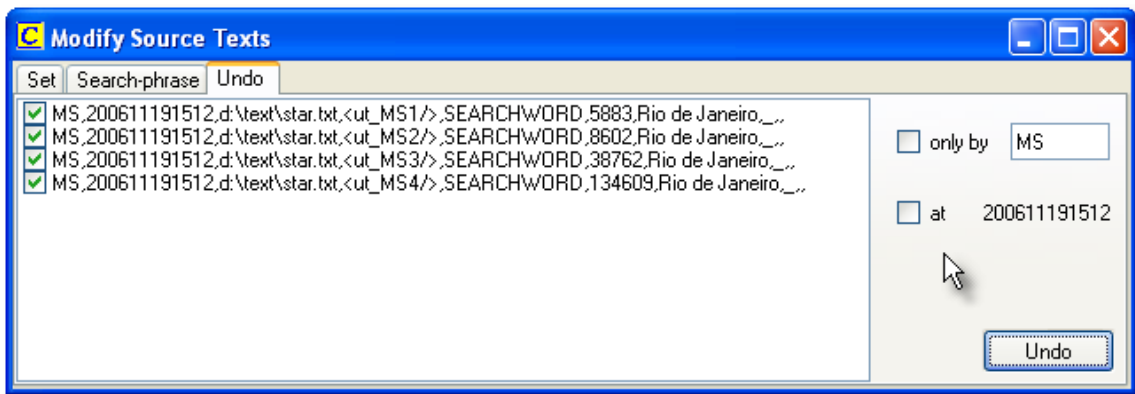 C Modify Source Texts
Set Search-phrase Undo
MS,200611191512,d:\text\star.txt,<ut_MS1/>,SEARCHWORD,5883,Rio de Janeiro,_,,
MS,200611191512,d:\text\star.txt,<ut_MS2/>,SEARCHWORD,8602,Rio de Janeiro,_,,
MS,200611191512,d:\text\star.txt,<ut_MS3/>,SEARCHWORD,38762,Rio de Janeiro,_,,
MS,200611191512,d:\text\star.txt,<ut_MS4/>,SEARCHWORD,134609,Rio de Janeiro,_,,
only by MS
at 200611191512
Undo